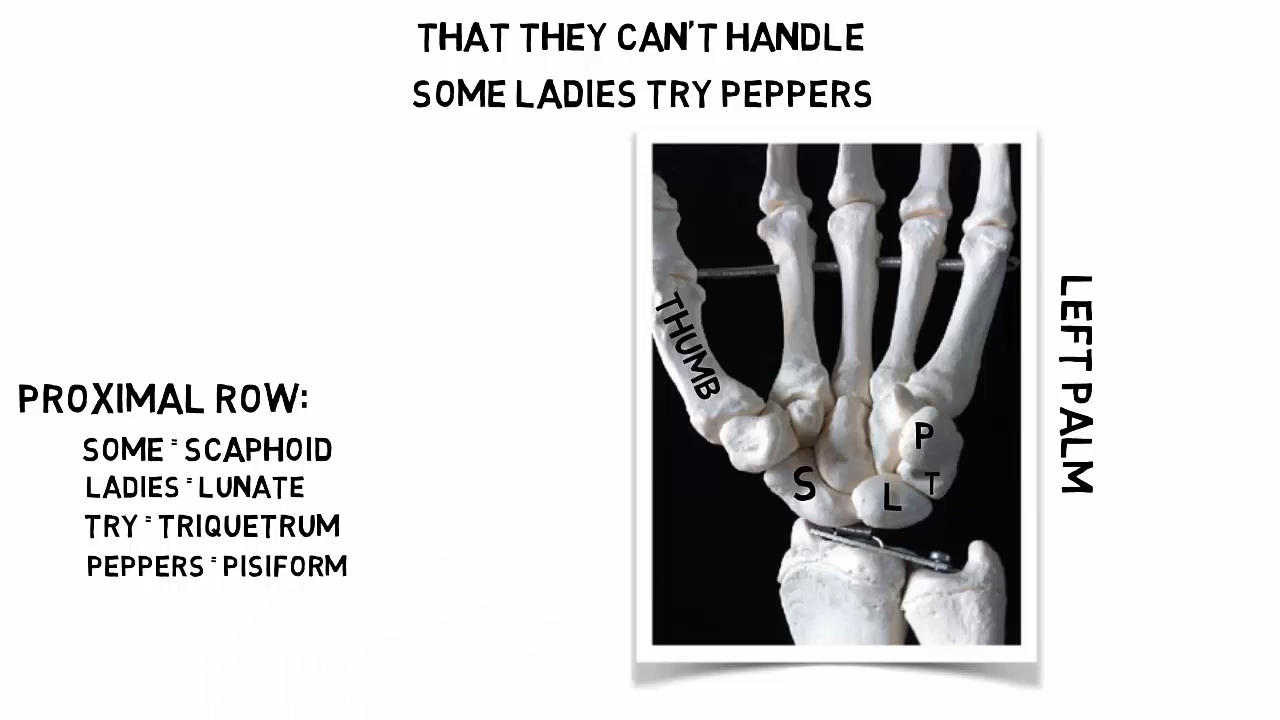 THAT THEY CAN'T HANDLE
SOME LADIES TRY PEPPERS
THUMB
P
T
S
L
LEFT PALM
PROXIMAL ROW:
SOME = SCAPHOID
LADIES = LUNATE
TRY = TRIQUETRUM
PEPPERS = PISIFORM